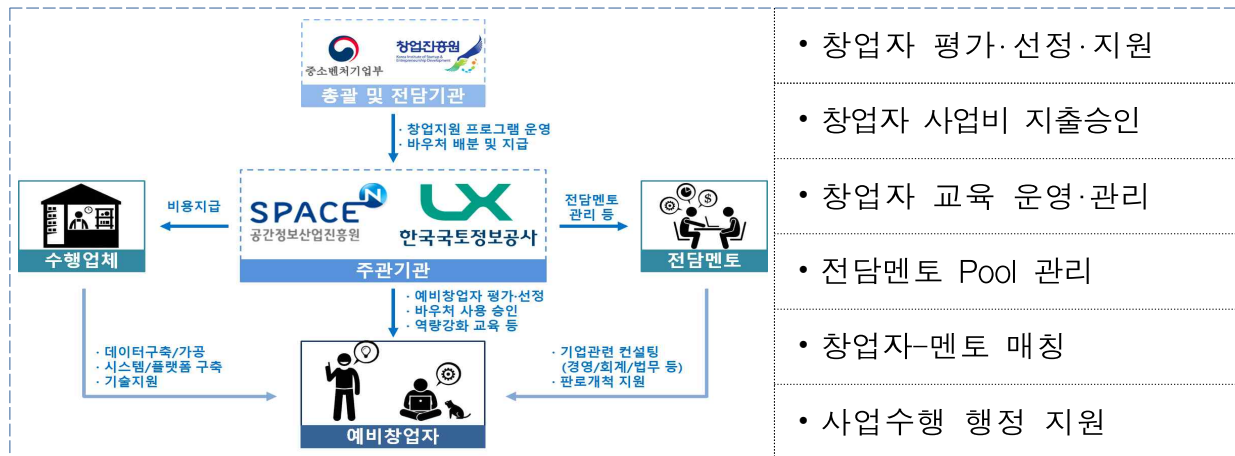 중소벤처기업부
창업진흥원
Korea Institute of Startup &
Entrepreneurship Development
총괄 및 전담기관
· 창업지원 프로그램 운영
· 바우처 배분 및 지급
비용지급
SPACE N
공간정보산업진흥원
LX
한국국토정보공사
주관기관
전담멘토
관리 등
수행업체
전담멘토
· 예비창업자 평가·선정
· 바우처 사용 승인
· 역량강화 교육 등
· 데이터구축/가공
· 시스템/플랫폼 구축
· 기술지원
· 기업관련 컨설팅
(경영/회계/법무 등)
· 판로개척 지원
예비창업자
• 창업자 평가·선정·지원
• 창업자 사업비 지출승인
• 창업자 교육 운영·관리
• 전담멘토 Pool 관리
• 창업자–멘토 매칭
• 사업수행 행정 지원